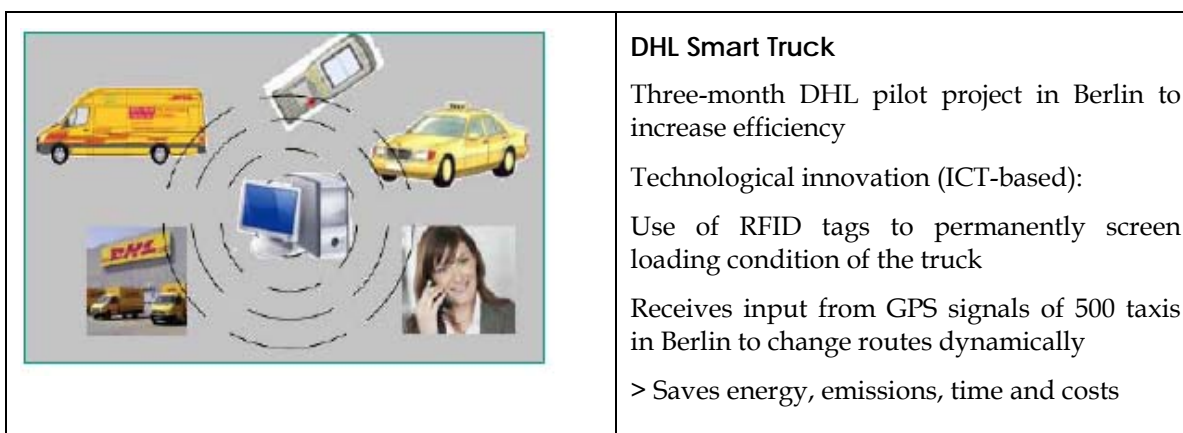 DHL Smart Truck
Three-month DHL pilot project in Berlin to
increase efficiency
Technological innovation (ICT-based):
Use of RFID tags to permanently screen
loading condition of the truck
Receives input from GPS signals of 500 taxis
in Berlin to change routes dynamically
> Saves energy, emissions, time and costs
TAXI
DHL